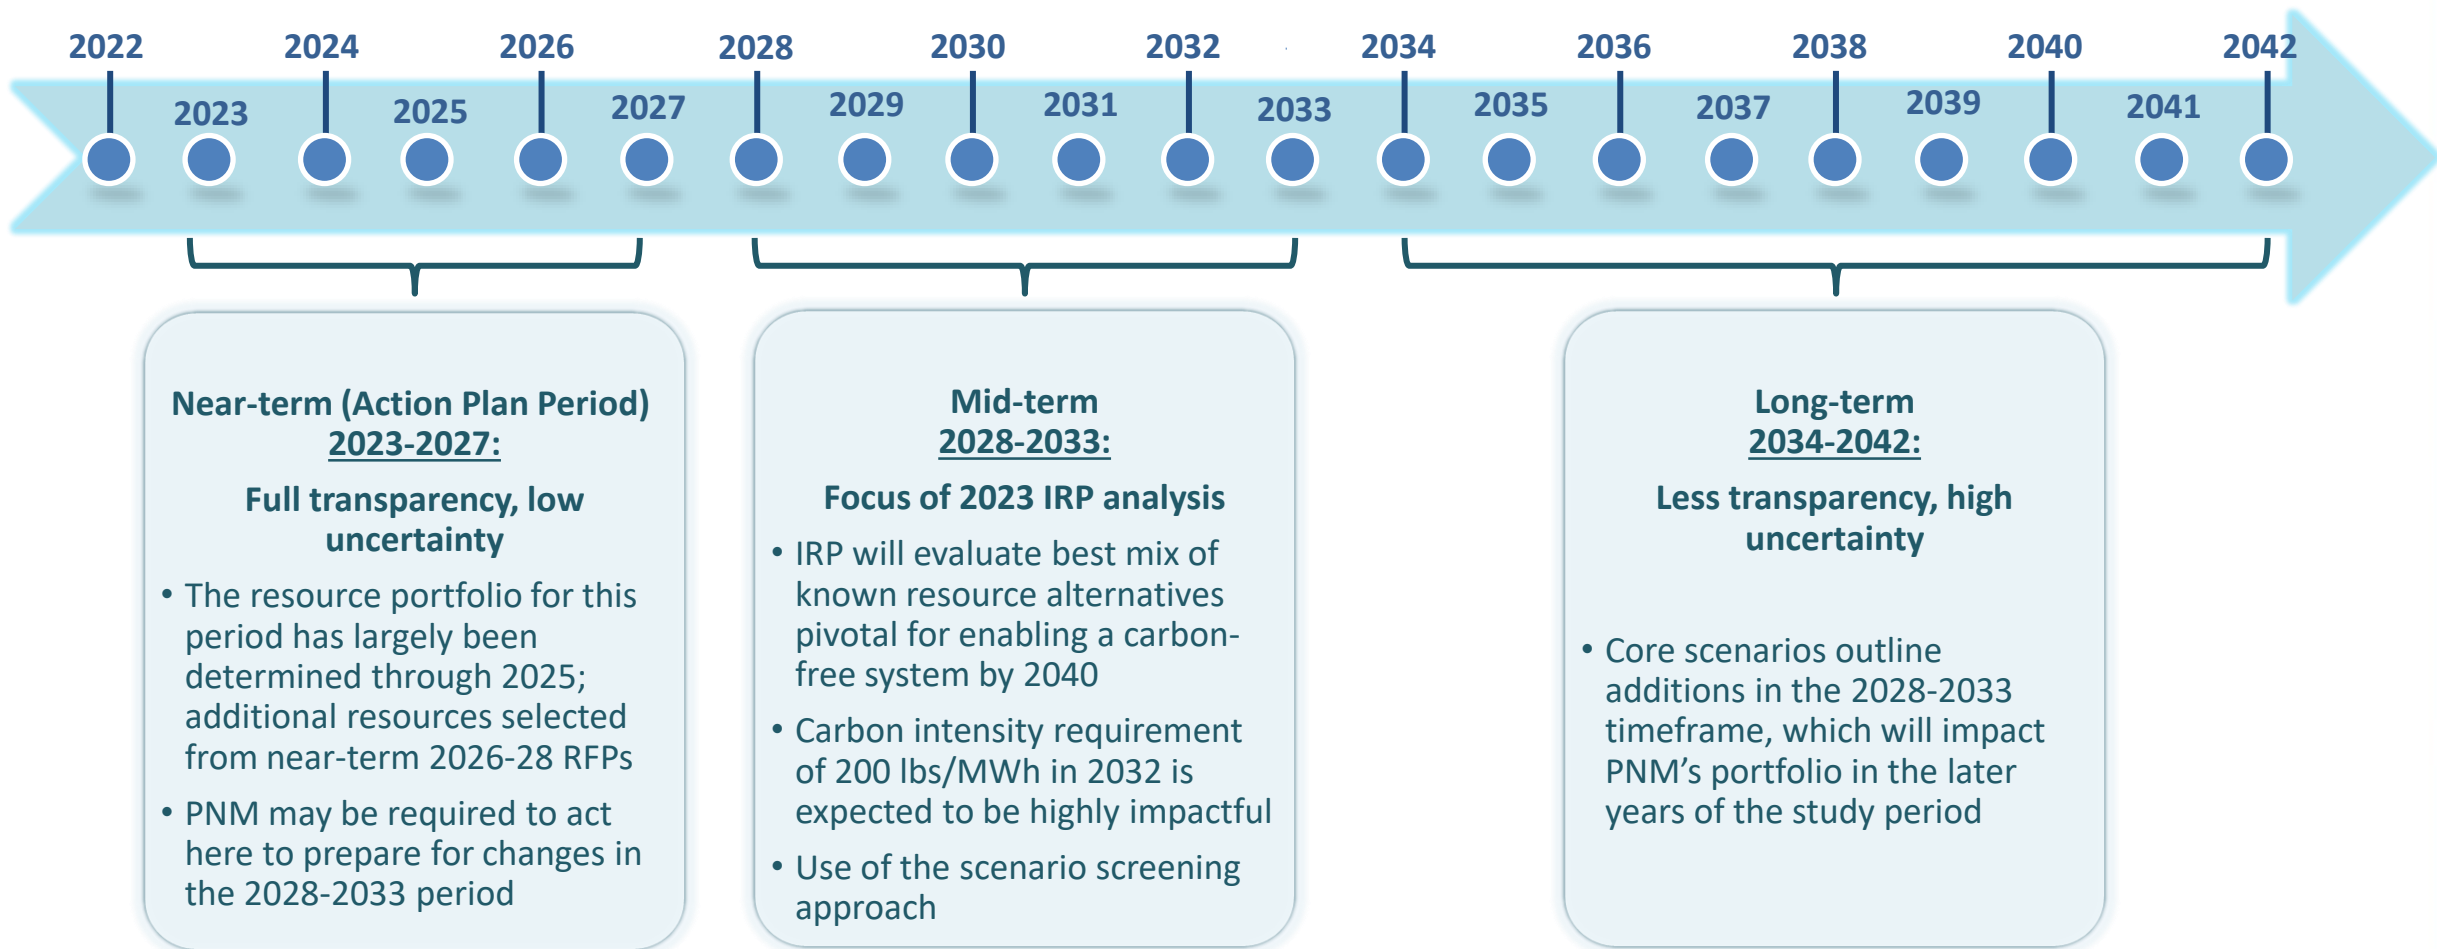 2022 2024 2026 2028 2030 2032 2034 2036 2038 2040 2042
2023 2025 2027 2029 2031 2033 2035 2037 2039 2041
Near-term (Action Plan Period)
2023-2027:
Full transparency, low
uncertainty
• The resource portfolio for this
period has largely been
determined through 2025;
additional resources selected
from near-term 2026-28 RFPs
• PNM may be required to act
here to prepare for changes in
the 2028-2033 period
Mid-term
2028-2033:
Focus of 2023 IRP analysis
• IRP will evaluate best mix of
known resource alternatives
pivotal for enabling a carbon-
free system by 2040
• Carbon intensity requirement
of 200 lbs/MWh in 2032 is
expected to be highly impactful
• Use of the scenario screening
approach
Long-term
2034-2042:
Less transparency, high
uncertainty
• Core scenarios outline
additions in the 2028-2033
timeframe, which will impact
PNM’s portfolio in the later
years of the study period